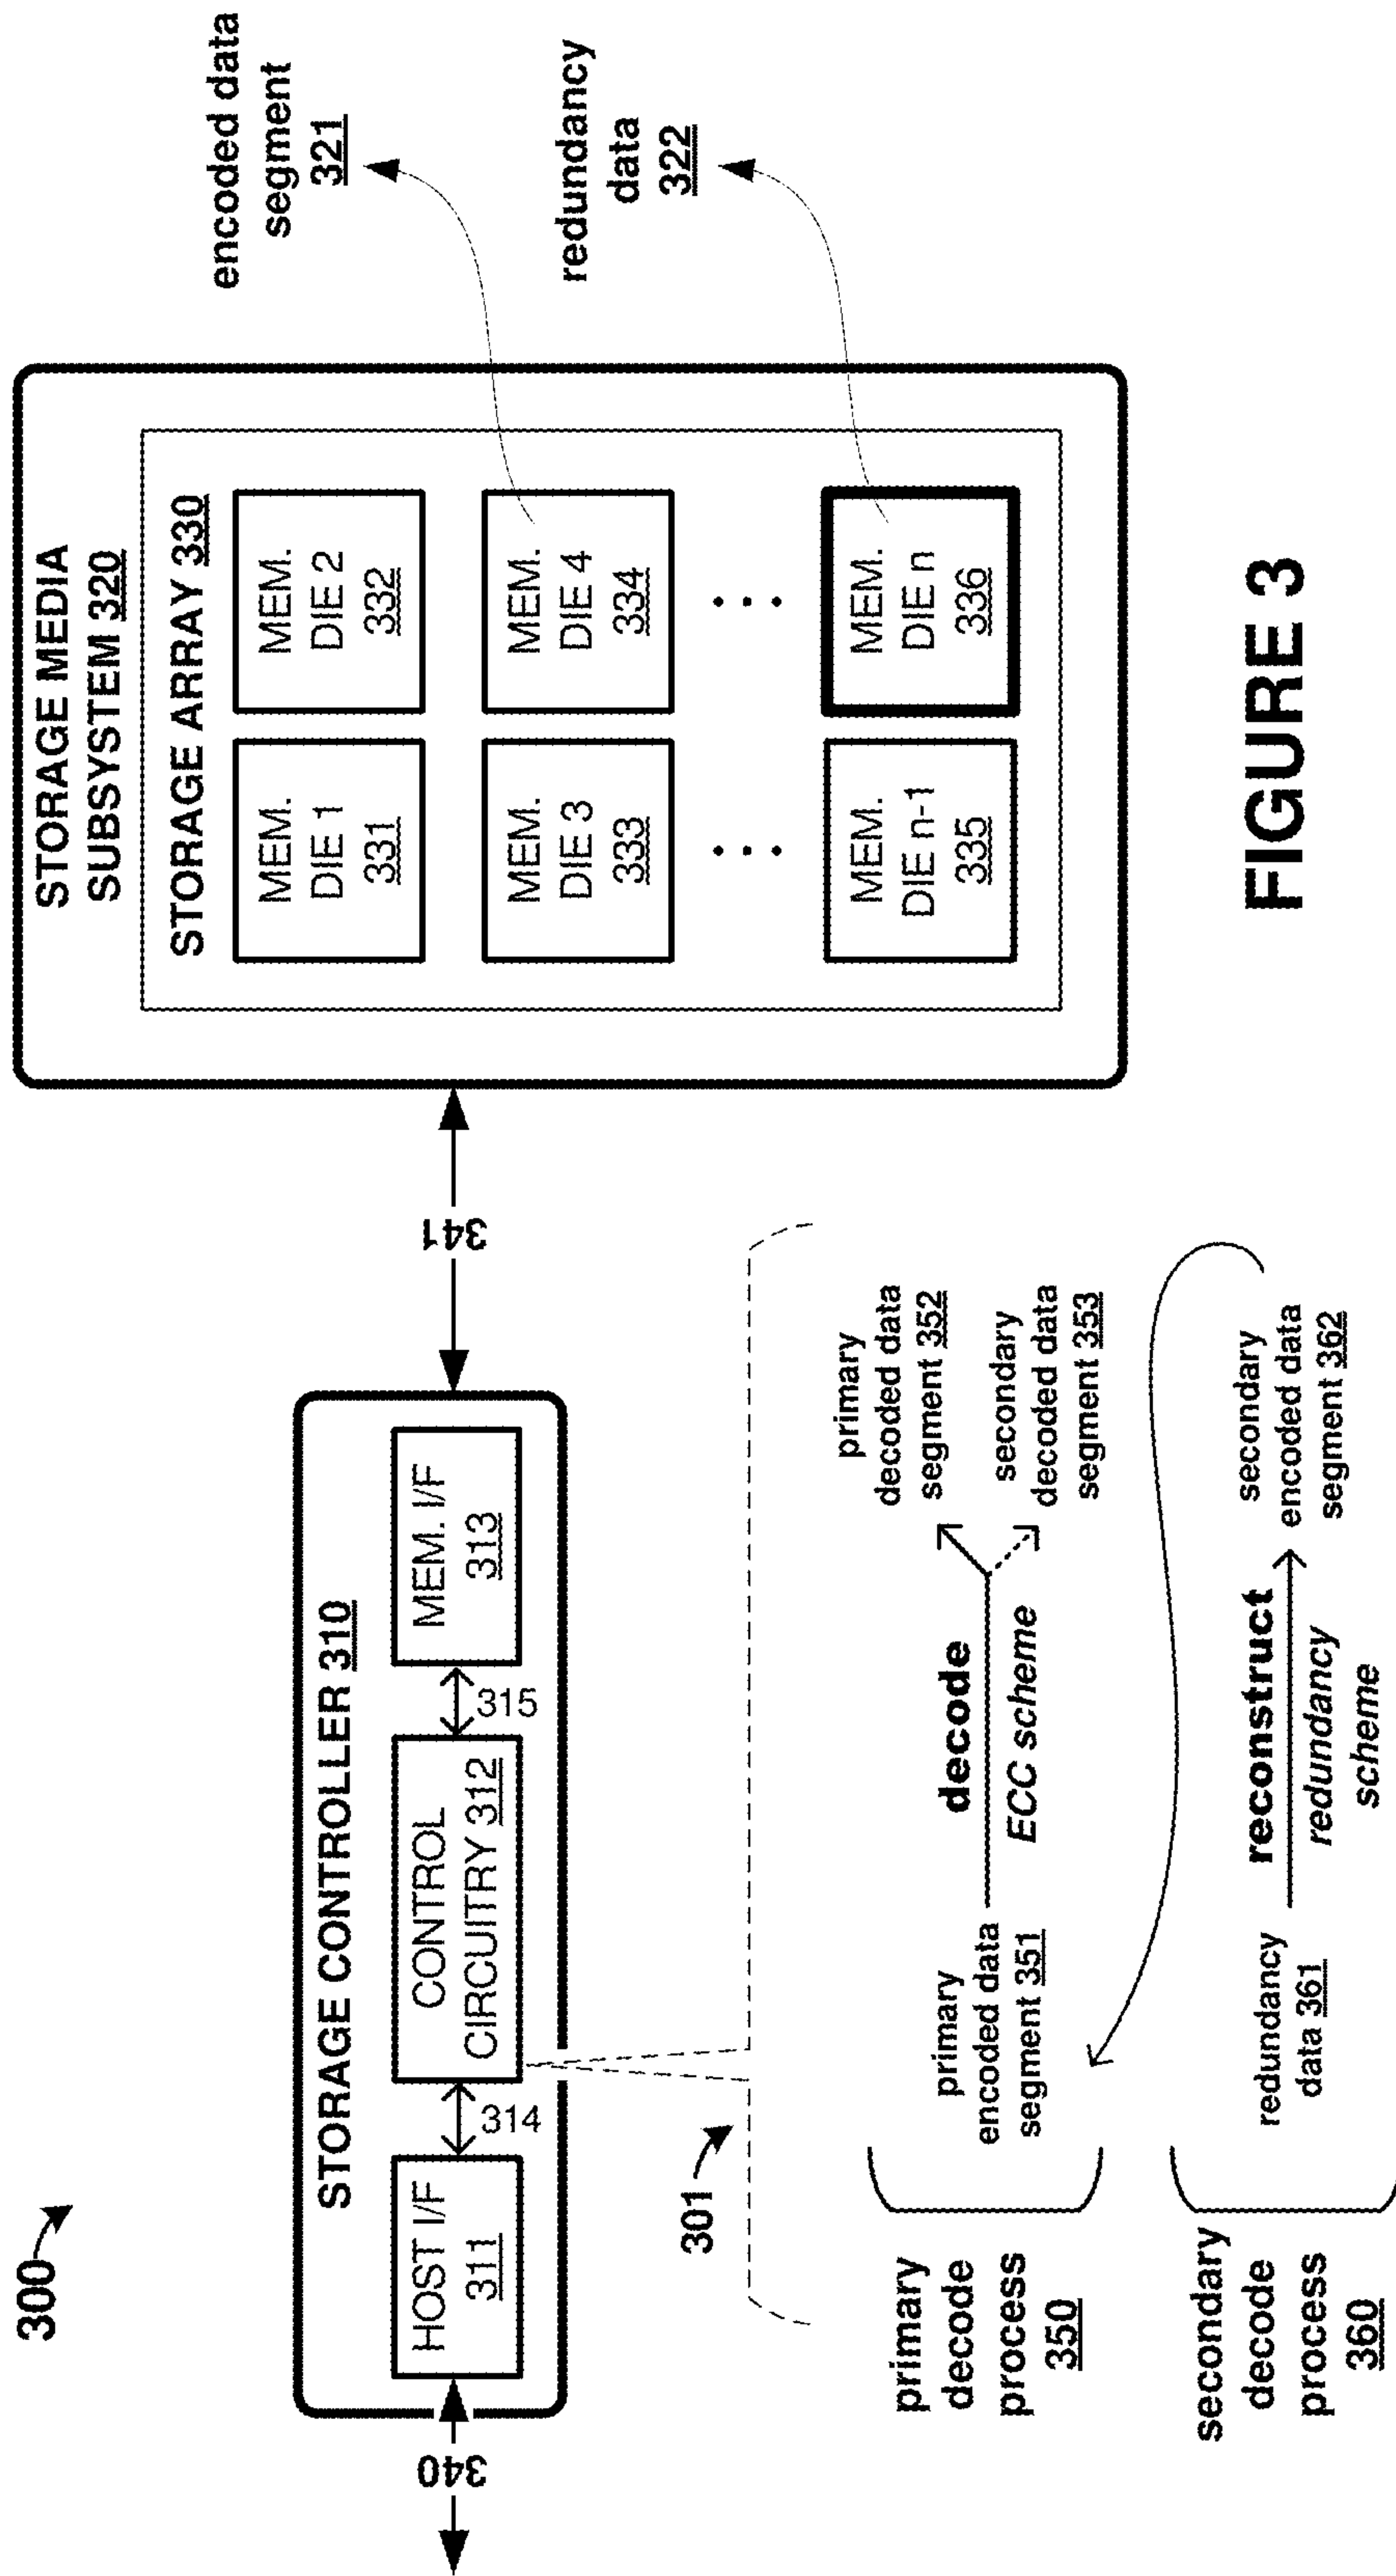 300
STORAGE CONTROLLER 310
HOST I/F
311
314
CONTROL
CIRCUITRY 312
315
MEM. I/F
313
340
341
STORAGE MEDIA
SUBSYSTEM 320
STORAGE ARRAY 330
MEM.
DIE 1
331
MEM.
DIE 2
332
MEM.
DIE 3
333
MEM.
DIE 4
334
MEM.
DIE n-1
335
MEM.
DIE n
336
encoded data
segment
321
redundancy
data
322
301
primary
decode
process
350
primary
encoded data
segment 351
decode
ECC scheme
primary
decoded data
segment 352
secondary
decoded data
segment 353
secondary
decode
process
360
redundancy
data 361
reconstruct
redundancy
scheme
secondary
encoded data
segment 362
FIGURE 3